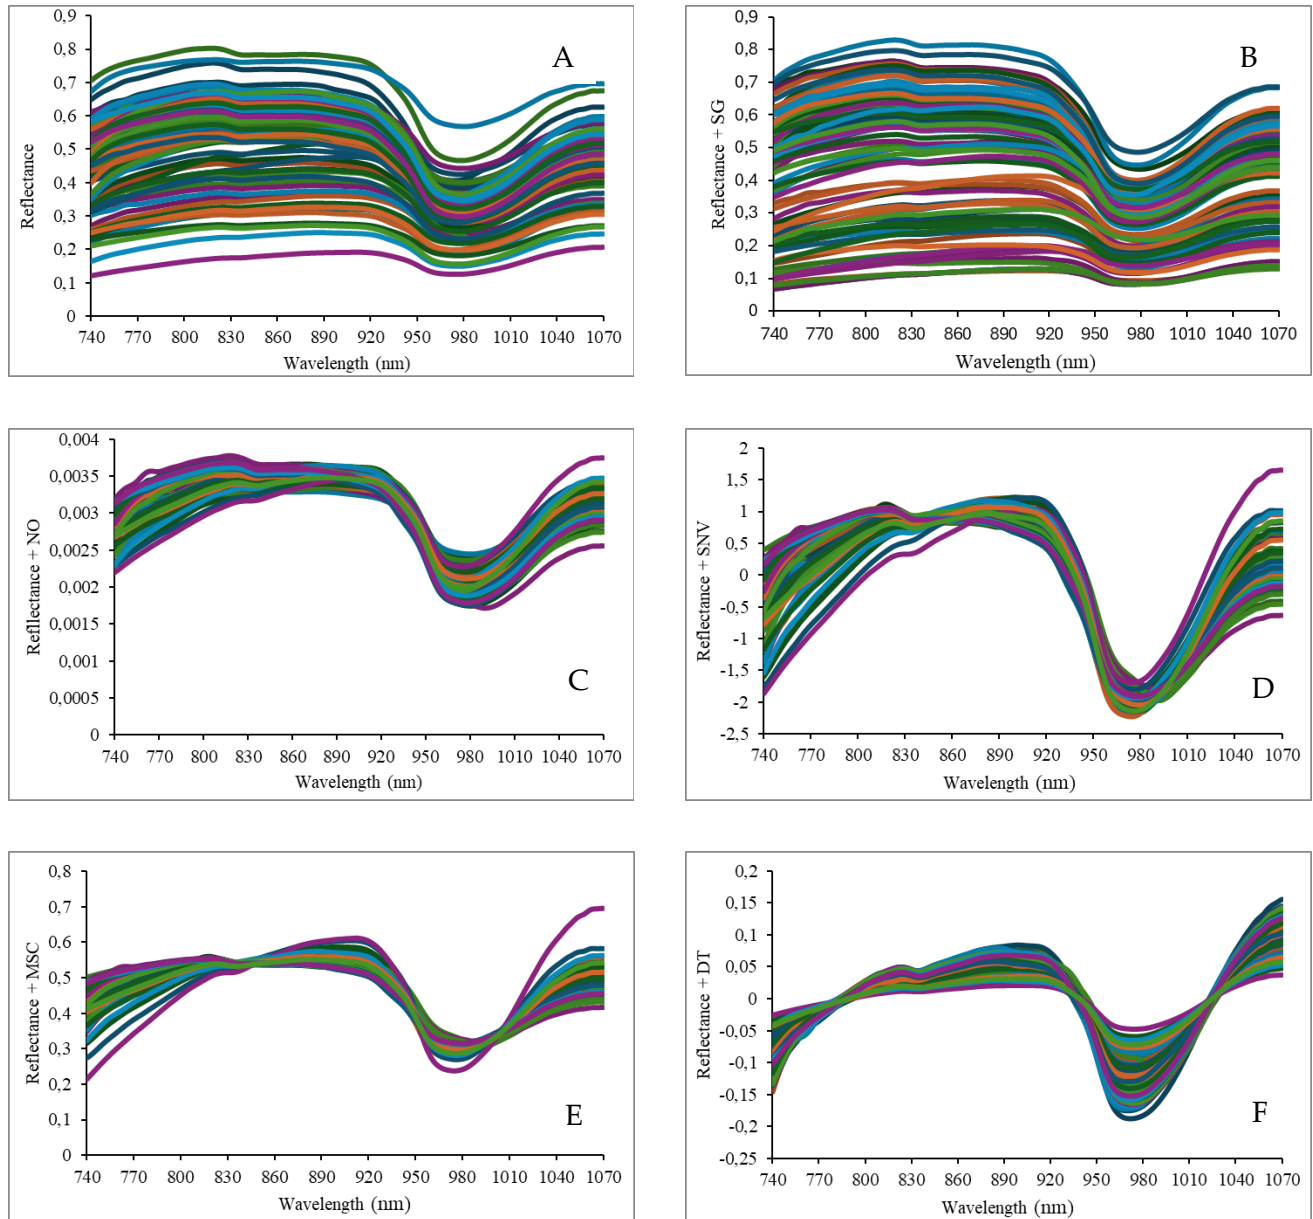 0,9
0,8
0,7
0,6
0,5
0,4
0,3
0,2
0,1
0
Reflectance
A
740 770 800 830 860 890 920 950 980 1010 1040 1070
Wavelength (nm)
0,9
0,8
0,7
0,6
0,5
0,4
0,3
0,2
0,1
0
Reflectance + SG
B
740 770 800 830 860 890 920 950 980 1010 1040 1070
Wavelength (nm)
0,004
0,0035
0,003
0,0025
0,002
0,0015
0,001
0,0005
0
Refllectance + NO
C
740 770 800 830 860 890 920 950 980 1010 1040 1070
Wavelength (nm)
2
1,5
1
0,5
0
-0,5
-1
-1,5
-2
-2,5
Reflectance + SNV
D
740 770 800 830 860 890 920 950 980 1010 1040 1070
Wavelength (nm)
0,8
0,7
0,6
0,5
0,4
0,3
0,2
0,1
0
Reflectance + MSC
E
740 770 800 830 860 890 920 950 980 1010 1040 1070
Wavelength (nm)
0,2
0,15
0,1
0,05
0
-0,05
-0,1
-0,15
-0,2
-0,25
Reflectance + DT
F
740 770 800 830 860 890 920 950 980 1010 1040 1070
Wavelength (nm)